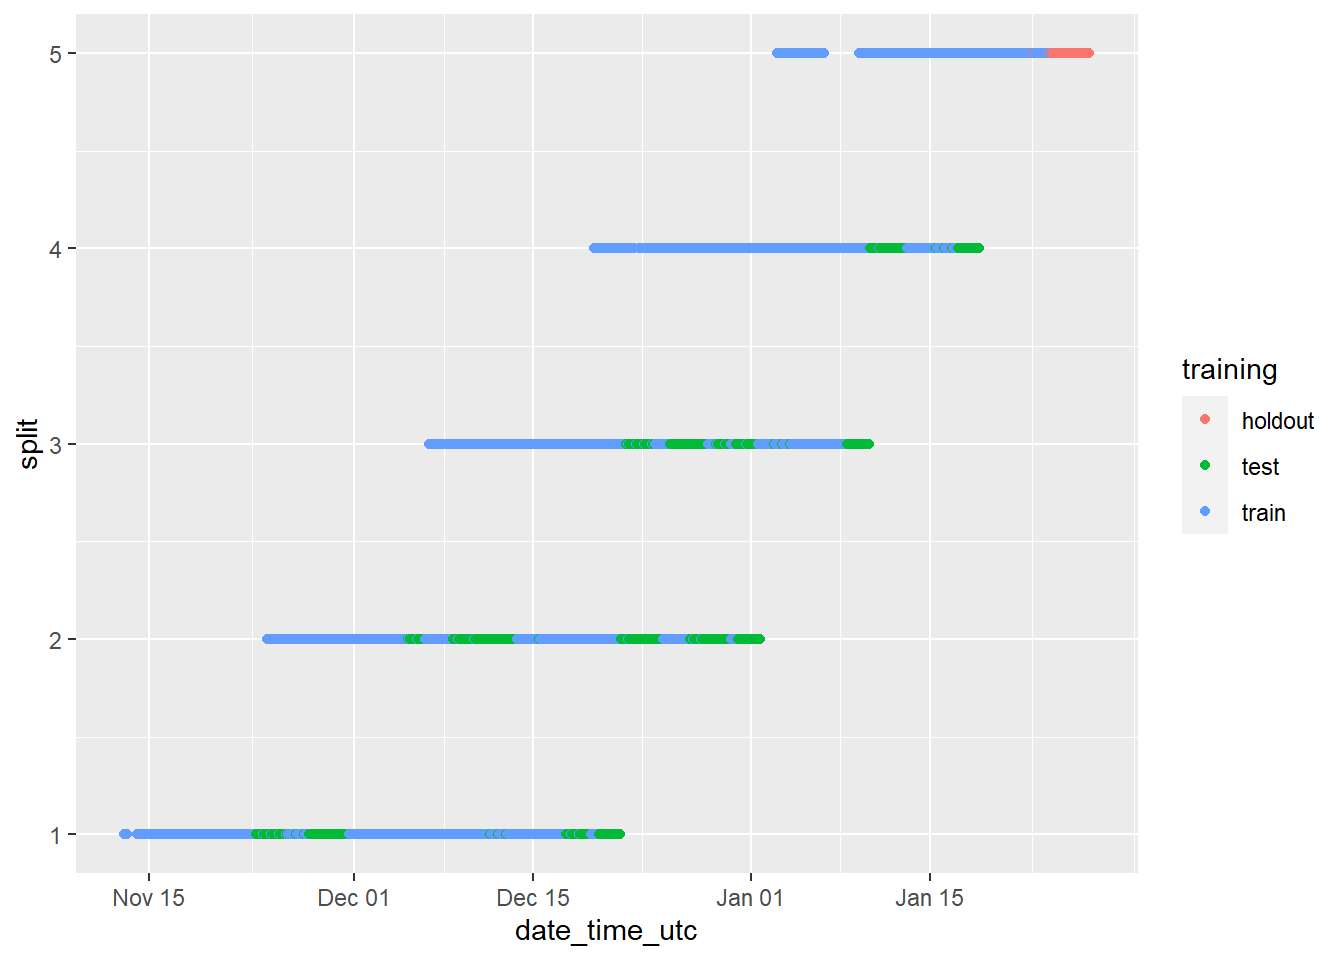 5
4
3
2
1
split
Nov 15
Dec 01
Dec 15
Jan 01
Jan 15
date_time_utc
training
holdout
test
train